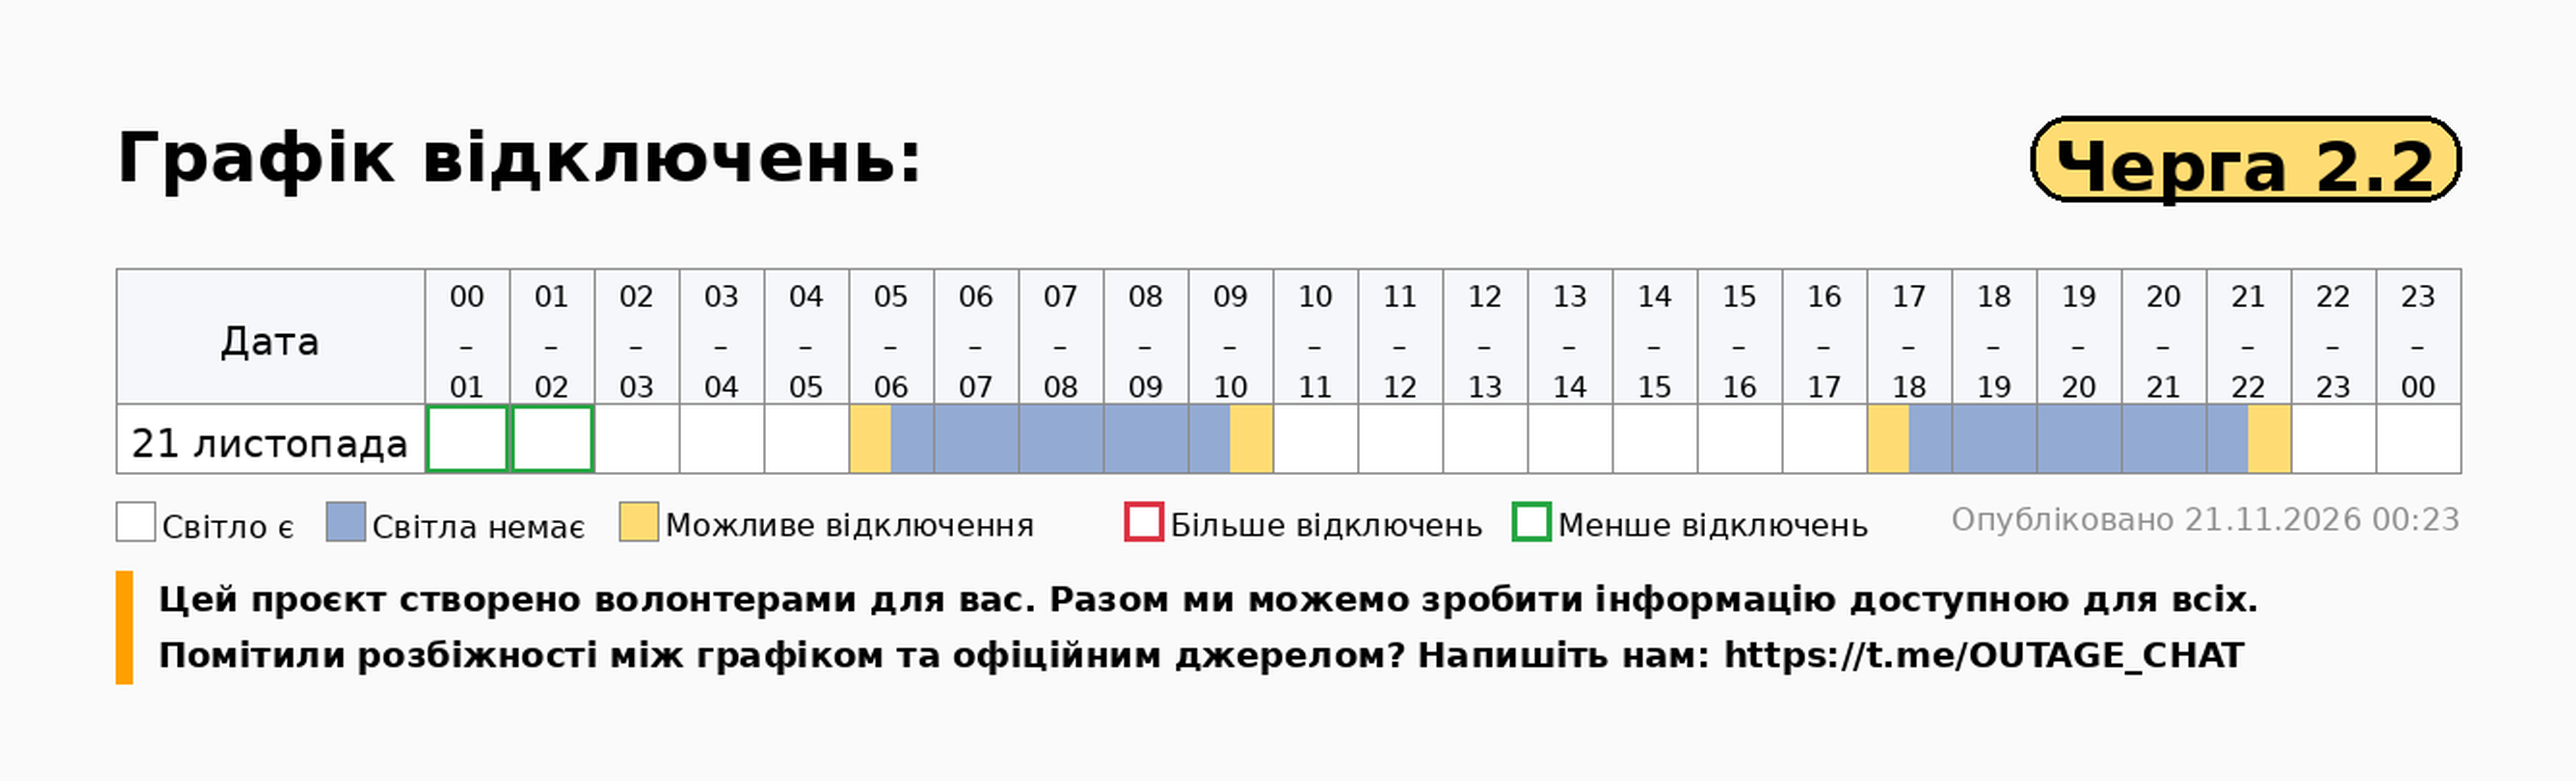 Графік відключень:
Черга 2.2
Дата
00 – 01
01 – 02
02 – 03
03 – 04
04 – 05
05 – 06
06 – 07
07 – 08
08 – 09
09 – 10
10 – 11
11 – 12
12 – 13
13 – 14
14 – 15
15 – 16
16 – 17
17 – 18
18 – 19
19 – 20
20 – 21
21 – 22
22 – 23
23 – 00
21 листопада
Світло є
Світла немає
Можливе відключення
Більше відключень
Менше відключень
Опубліковано 21.11.2026 00:23
Цей проєкт створено волонтерами для вас. Разом ми можемо зробити інформацію доступною для всіх.
Помітили розбіжності між графіком та офіційним джерелом? Напишіть нам: https://t.me/OUTAGE_CHAT